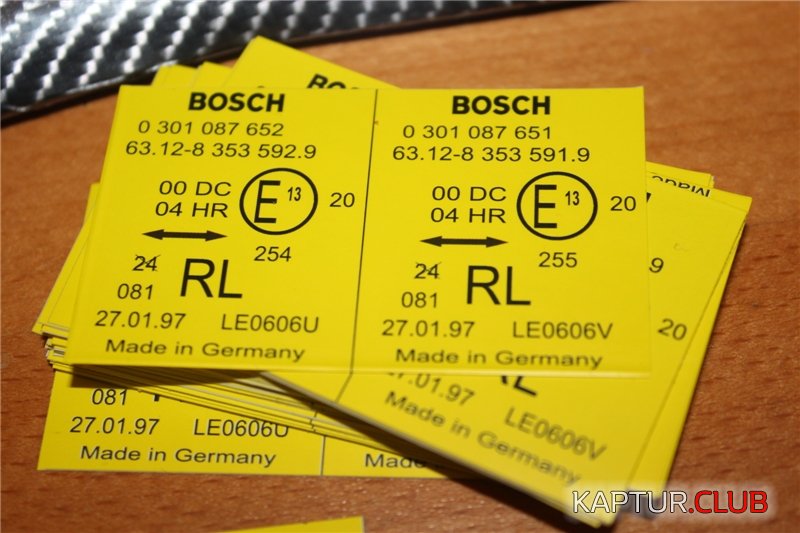 BOSCH
0 301 087 652
63.12-8 353 592.9
00 DC
04 HR
E 13
20
254
24
081
RL
27.01.97 LE0606U
Made in Germany
BOSCH
0 301 087 651
63.12-8 353 591.9
00 DC
04 HR
E 13
20
255
24
081
RL
27.01.97 LE0606V
Made in Germany
081
27.01.97 LE0606U
Made in Germany
Made in
20
RL
LE0606V
Made in Germany
KAPTUR.CLUB